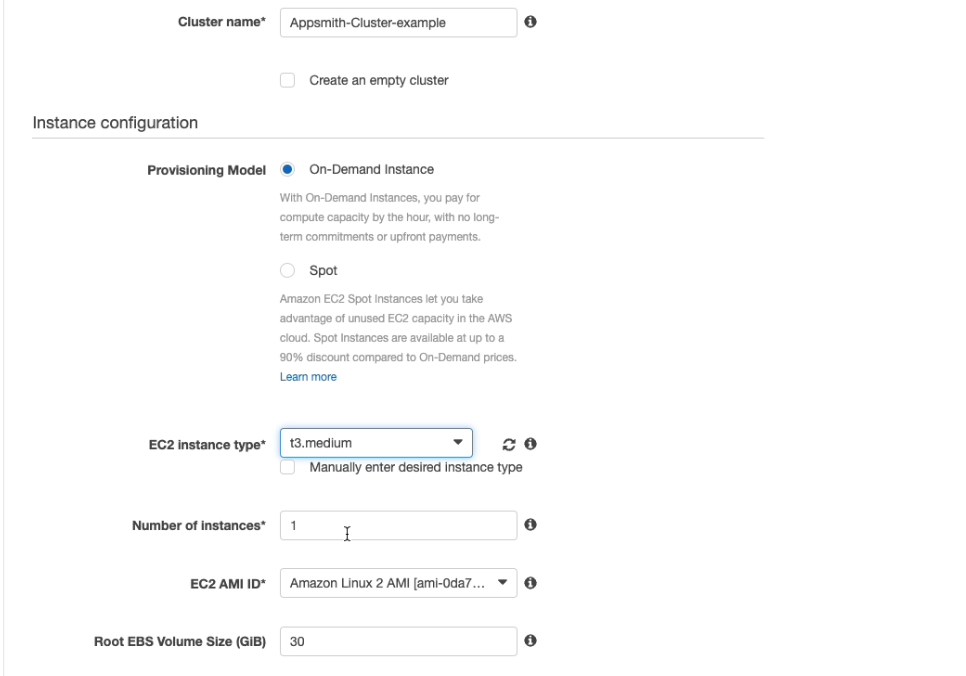 Cluster name*
Appsmith-Cluster-example
Create an empty cluster
Instance configuration
Provisioning Model
On-Demand Instance
With On-Demand Instances, you pay for
compute capacity by the hour, with no long-
term commitments or upfront payments.
Spot
Amazon EC2 Spot Instances let you take
advantage of unused EC2 capacity in the AWS
cloud. Spot Instances are available at up to a
90% discount compared to On-Demand prices.
Learn more
EC2 instance type*
t3.medium
Manually enter desired instance type
Number of instances*
1
EC2 AMI ID*
Amazon Linux 2 AMI [ami-0da7...
Root EBS Volume Size (GiB)
30